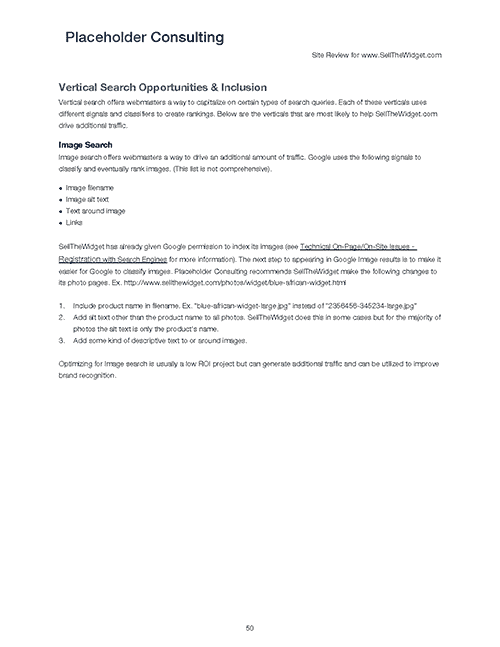 Placeholder Consulting
Site Review for www.SellTheWidget.com
Vertical Search Opportunities & Inclusion
Vertical search offers webmasters a way to capitalize on certain types of search queries. Each of these verticals uses
different signals and classifiers to create rankings. Below are the verticals that are most likely to help SellTheWidget.com
drive additional traffic.
Image Search
Image search offers webmasters a way to drive an additional amount of traffic. Google uses the following signals to
classify and eventually rank images. (This list is not comprehensive).
• Image filename
• Image alt text
• Text around image
• Links
SellTheWidget has already given Google permission to index its images (see Technical On-Page/On-Site Issues -
Registration with Search Engines for more information). The next step to appearing in Google Image results is to make it
easier for Google to classify images. Placeholder Consulting recommends SellTheWidget make the following changes to
its photo pages. Ex. http://www.sellthewidget.com/photos/widget/blue-african-widget.html
1. Include product name in filename. Ex. "blue-african-widget-large.jpg" instead of "2356456-345234-large.jpg"
2. Add alt text other than the product name to all photos. SellTheWidget does this in some cases but for the majority of
photos the alt text is only the product's name.
3. Add some kind of descriptive text to or around images.
Optimizing for Image search is usually a low ROI project but can generate additional traffic and can be utilized to improve
brand recognition.
50